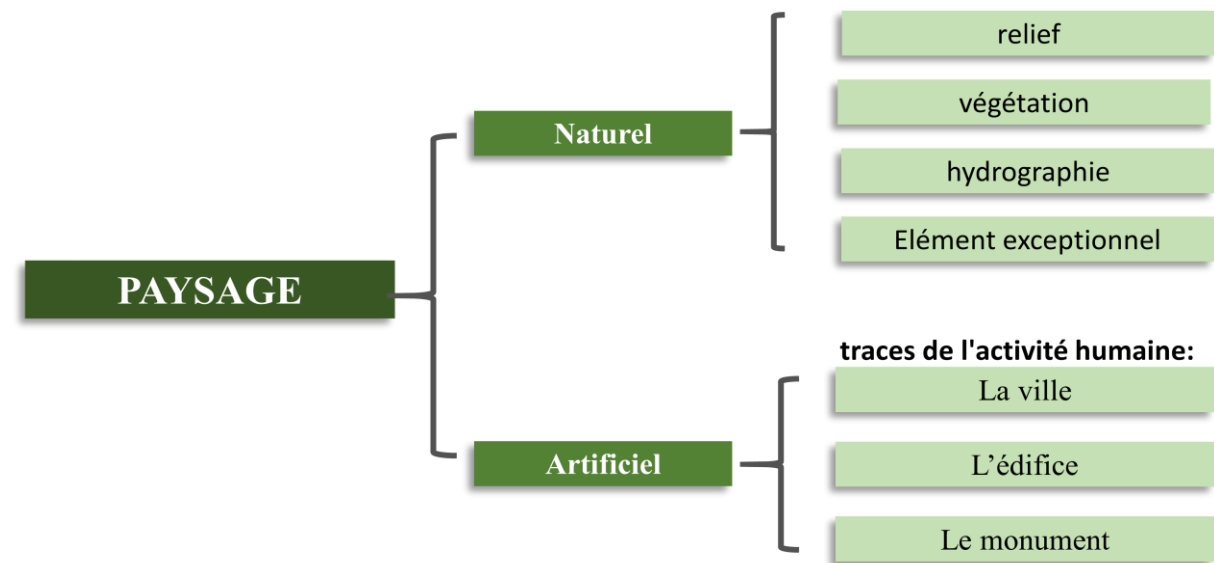 PAYSAGE
Naturel
relief
végétation
hydrographie
Elément exceptionnel
Artificiel
traces de l'activité humaine:
La ville
L’édifice
Le monument